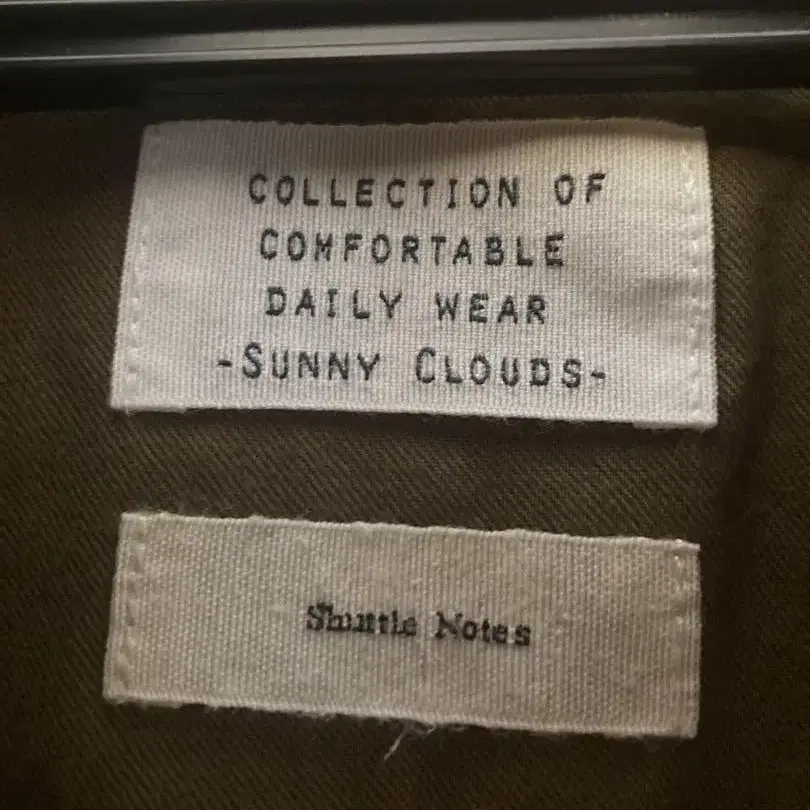 COLLECTION OF
COMFORTABLE
DAILY WEAR
-SUNNY CLOUDS-
Shuttle Notes